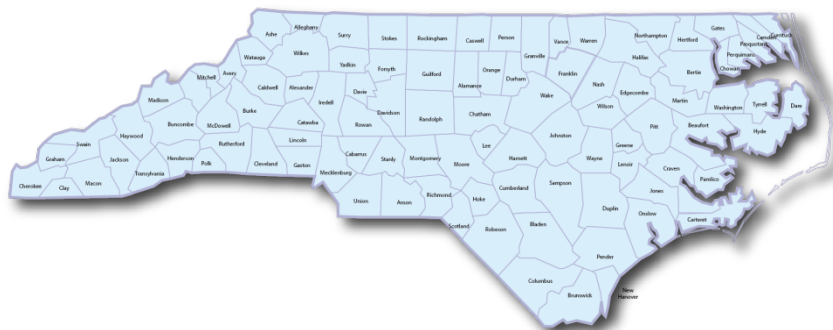 Ashe
Alleghany
Surry
Stokes
Rockingham
Caswell
Person
Granville
Vance
Warren
Northampton
Hertford
Gates
Pasquotank
Camden
Currituck
Perquimans
Chowan
Watauga
Wilkes
Yadkin
Forsyth
Guilford
Alamance
Orange
Durham
Franklin
Halifax
Bertie
Mitchell
Avery
Caldwell
Alexander
Iredell
Davie
Davidson
Randolph
Chatham
Wake
Nash
Edgecombe
Wilson
Martin
Washington
Tyrrell
Dare
Madison
Buncombe
McDowell
Burke
Catawba
Rowan
Haywood
Swain
Graham
Jackson
Cherokee
Clay
Macon
Transylvania
Henderson
Polk
Rutherford
Cleveland
Lincoln
Gaston
Mecklenburg
Cabarrus
Stanly
Montgomery
Moore
Lee
Harnett
Johnston
Wayne
Greene
Lenoir
Pitt
Beaufort
Hyde
Craven
Pamlico
Jones
Carteret
Onslow
Duplin
Sampson
Cumberland
Hoke
Richmond
Scotland
Anson
Union
Robeson
Bladen
Pender
Columbus
Brunswick
New
Hanover